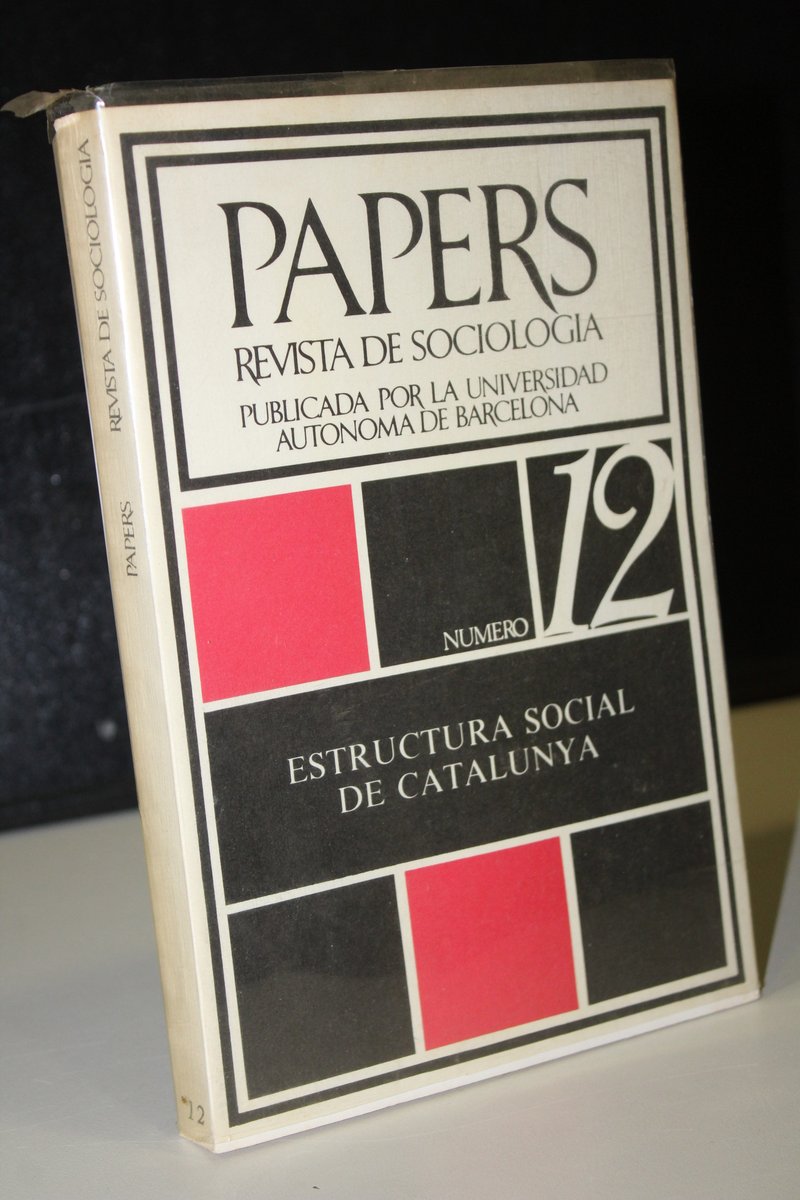 PAPERS
REVISTA DE SOCIOLOGIA
PUBLICADA POR LA UNIVERSIDAD
AUTONOMA DE BARCELONA
NUMERO 12
ESTRUCTURA SOCIAL
DE CATALUNYA
PAPERS REVISTA DE SOCIOLOGIA
12